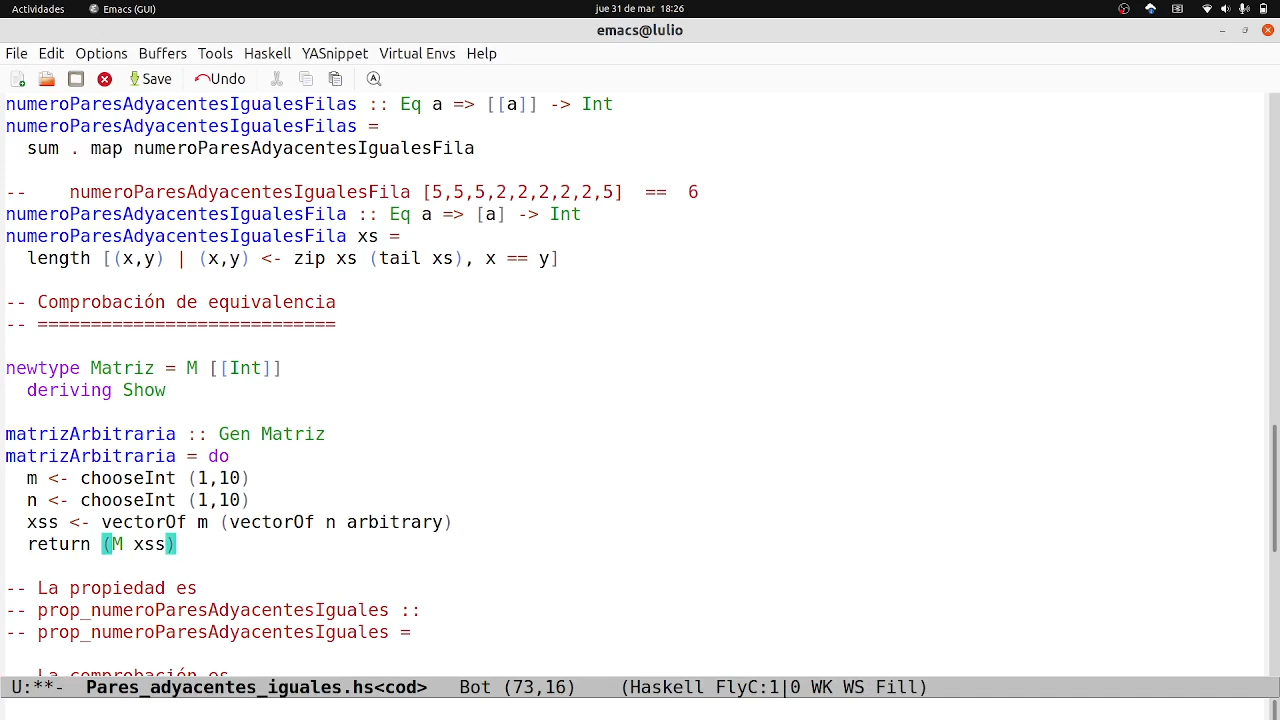 Actividades Emacs (GUI) jue 31 de mar 18:26
emacs@lulio
File Edit Options Buffers Tools Haskell YASnippet Virtual Envs Help
Save Undo
numeroParesAdyacentesIgualesFilas :: Eq a => [[a]] -> Int
numeroParesAdyacentesIgualesFilas =
  sum . map numeroParesAdyacentesIgualesFila
--    numeroParesAdyacentesIgualesFila [5,5,5,2,2,2,2,2,5]  ==  6
numeroParesAdyacentesIgualesFila :: Eq a => [a] -> Int
numeroParesAdyacentesIgualesFila xs =
  length [(x,y) | (x,y) <- zip xs (tail xs), x == y]
-- Comprobación de equivalencia
-- ============================
newtype Matriz = M [[Int]]
  deriving Show
matrizArbitraria :: Gen Matriz
matrizArbitraria = do
  m <- chooseInt (1,10)
  n <- chooseInt (1,10)
  xss <- vectorOf m (vectorOf n arbitrary)
  return (M xss)
-- La propiedad es
-- prop_numeroParesAdyacentesIguales ::
-- prop_numeroParesAdyacentesIguales =
-- La comprobación es
U:**-  Pares_adyacentes_iguales.hs<cod>   Bot (73,16)    (Haskell FlyC:1|0 WK WS Fill)